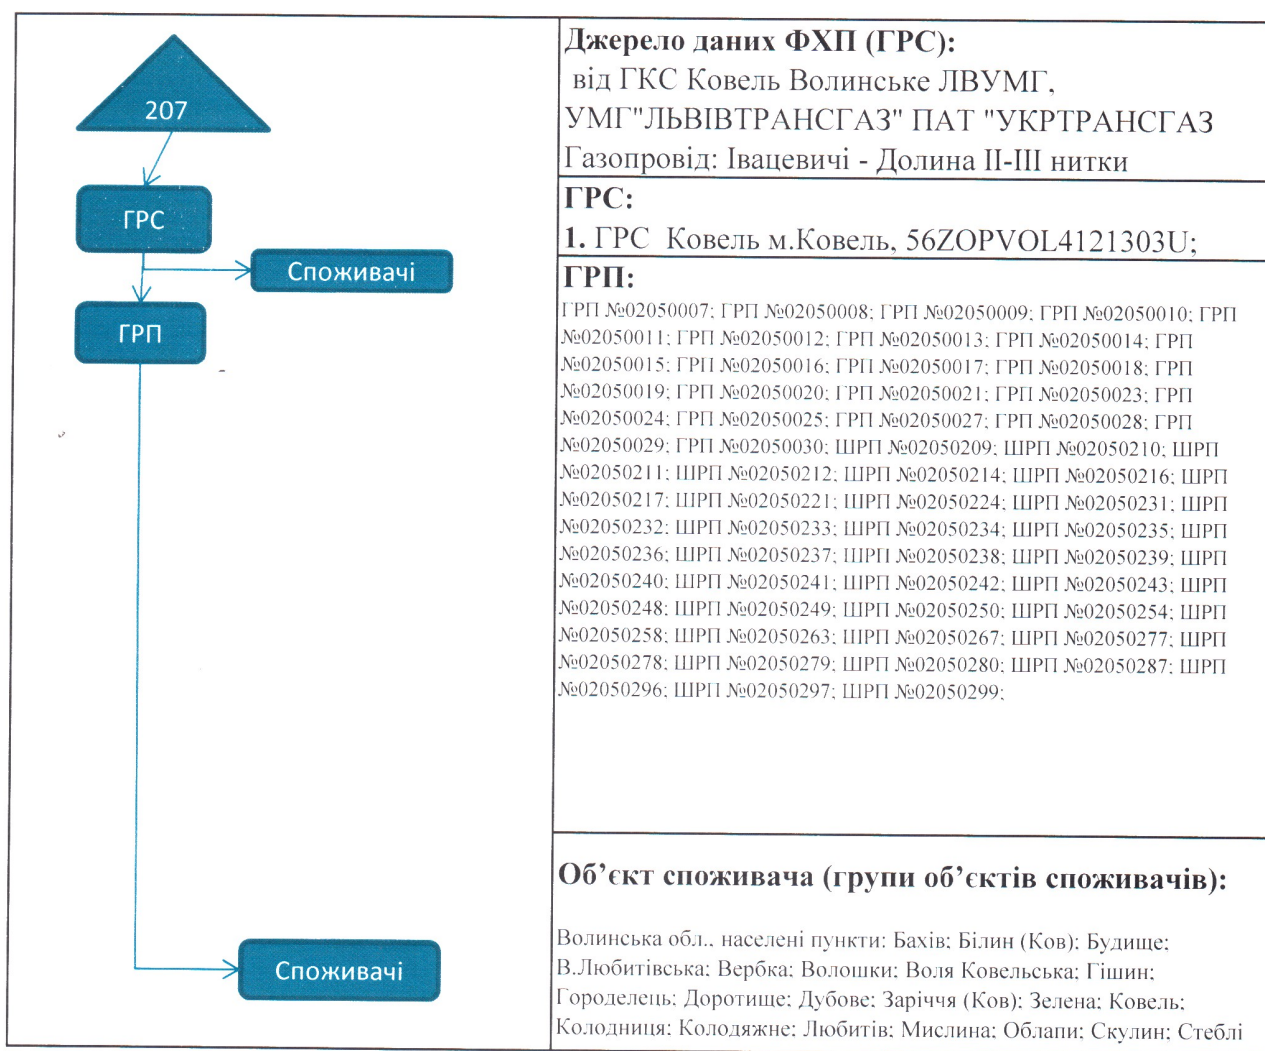 207
ГРС
Споживачі
ГРП
Споживачі
Джерело даних ФХП (ГРС):
від ГКС Ковель Волинське ЛВУМГ,
УМГ"ЛЬВІВТРАНСГАЗ" ПАТ "УКРТРАНСГАЗ
Газопровід: Івацевичі - Долина ІІ-ІІІ нитки
ГРС:
1. ГРС Ковель м.Ковель, 56ZOPVOL4121303U;
ГРП:
ГРП №02050007; ГРП №02050008; ГРП №02050009; ГРП №02050010; ГРП
№02050011; ГРП №02050012; ГРП №02050013; ГРП №02050014; ГРП
№02050015; ГРП №02050016; ГРП №02050017; ГРП №02050018; ГРП
№02050019; ГРП №02050020; ГРП №02050021; ГРП №02050023; ГРП
№02050024; ГРП №02050025; ГРП №02050027; ГРП №02050028; ГРП
№02050029; ГРП №02050030; ШРП №02050209; ШРП №02050210; ШРП
№02050211; ШРП №02050212; ШРП №02050214; ШРП №02050216; ШРП
№02050217; ШРП №02050221; ШРП №02050224; ШРП №02050231; ШРП
№02050232; ШРП №02050233; ШРП №02050234; ШРП №02050235; ШРП
№02050236; ШРП №02050237; ШРП №02050238; ШРП №02050239; ШРП
№02050240; ШРП №02050241; ШРП №02050242; ШРП №02050243; ШРП
№02050248; ШРП №02050249; ШРП №02050250; ШРП №02050254; ШРП
№02050258; ШРП №02050263; ШРП №02050267; ШРП №02050277; ШРП
№02050278; ШРП №02050279; ШРП №02050280; ШРП №02050287; ШРП
№02050296; ШРП №02050297; ШРП №02050299;
Об’єкт споживача (групи об’єктів споживачів):
Волинська обл., населені пункти: Бахів; Білин (Ков); Будище;
В.Любитівська; Вербка; Волошки; Воля Ковельська; Гішин;
Городелець; Доротище; Дубове; Заріччя (Ков); Зелена; Ковель;
Колодниця; Колодяжне; Любитів; Мислина; Облапи; Скулин; Стеблі